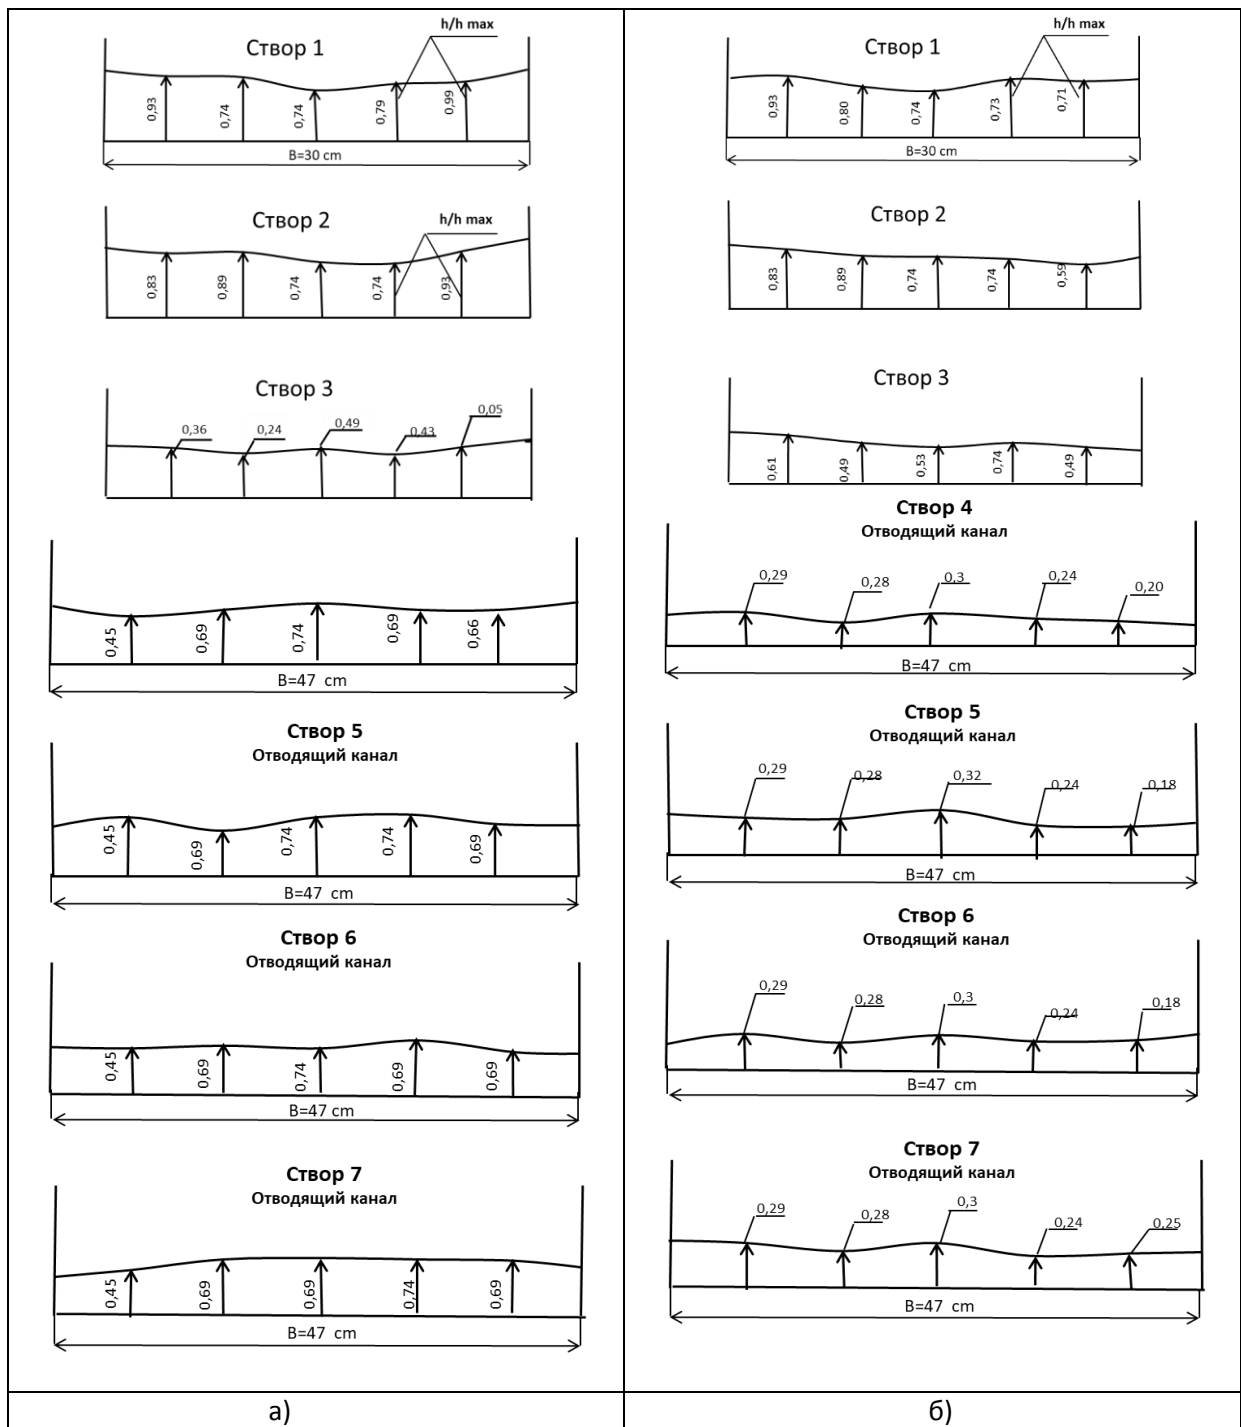 h/h max
Створ 1
0,93
0,74
0,74
0,79
0,99
B=30 cm
Створ 2
h/h max
0,83
0,89
0,74
0,74
0,93
Створ 3
0,36
0,24
0,49
0,43
0,05
0,45
0,69
0,74
0,69
0,66
B=47 cm
Створ 5
Отводящий канал
0,45
0,69
0,74
0,74
0,69
B=47 cm
Створ 6
Отводящий канал
0,45
0,69
0,74
0,69
0,69
B=47 cm
Створ 7
Отводящий канал
0,45
0,69
0,69
0,74
0,69
B=47 cm
а)
h/h max
Створ 1
0,93
0,80
0,74
0,73
0,71
B=30 cm
Створ 2
0,83
0,89
0,74
0,74
0,59
Створ 3
0,61
0,49
0,53
0,74
0,49
Створ 4
Отводящий канал
0,29
0,28
0,3
0,24
0,20
B=47 cm
Створ 5
Отводящий канал
0,29
0,28
0,32
0,24
0,18
B=47 cm
Створ 6
Отводящий канал
0,29
0,28
0,3
0,24
0,18
B=47 cm
Створ 7
Отводящий канал
0,29
0,28
0,3
0,24
0,25
B=47 cm
б)